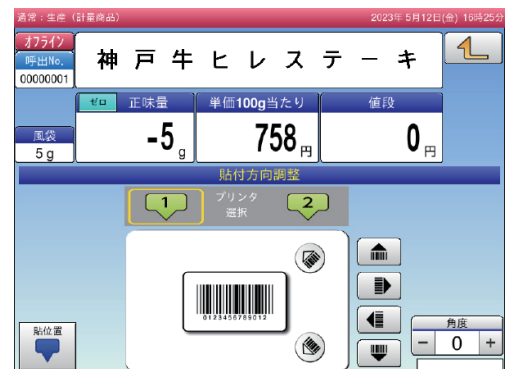 通常：生産（計量商品）
2023年 5月12日(金) 16時25分
オフライン
呼出No.
00000001
神戸牛ヒレステーキ
1
ゼロ
正味量
単価100g当たり
値段
風袋
5 g
-5 g
758 円
0 円
貼付方向調整
1
プリンタ
選択
2
0123456789012
貼位置
角度
− 0 +